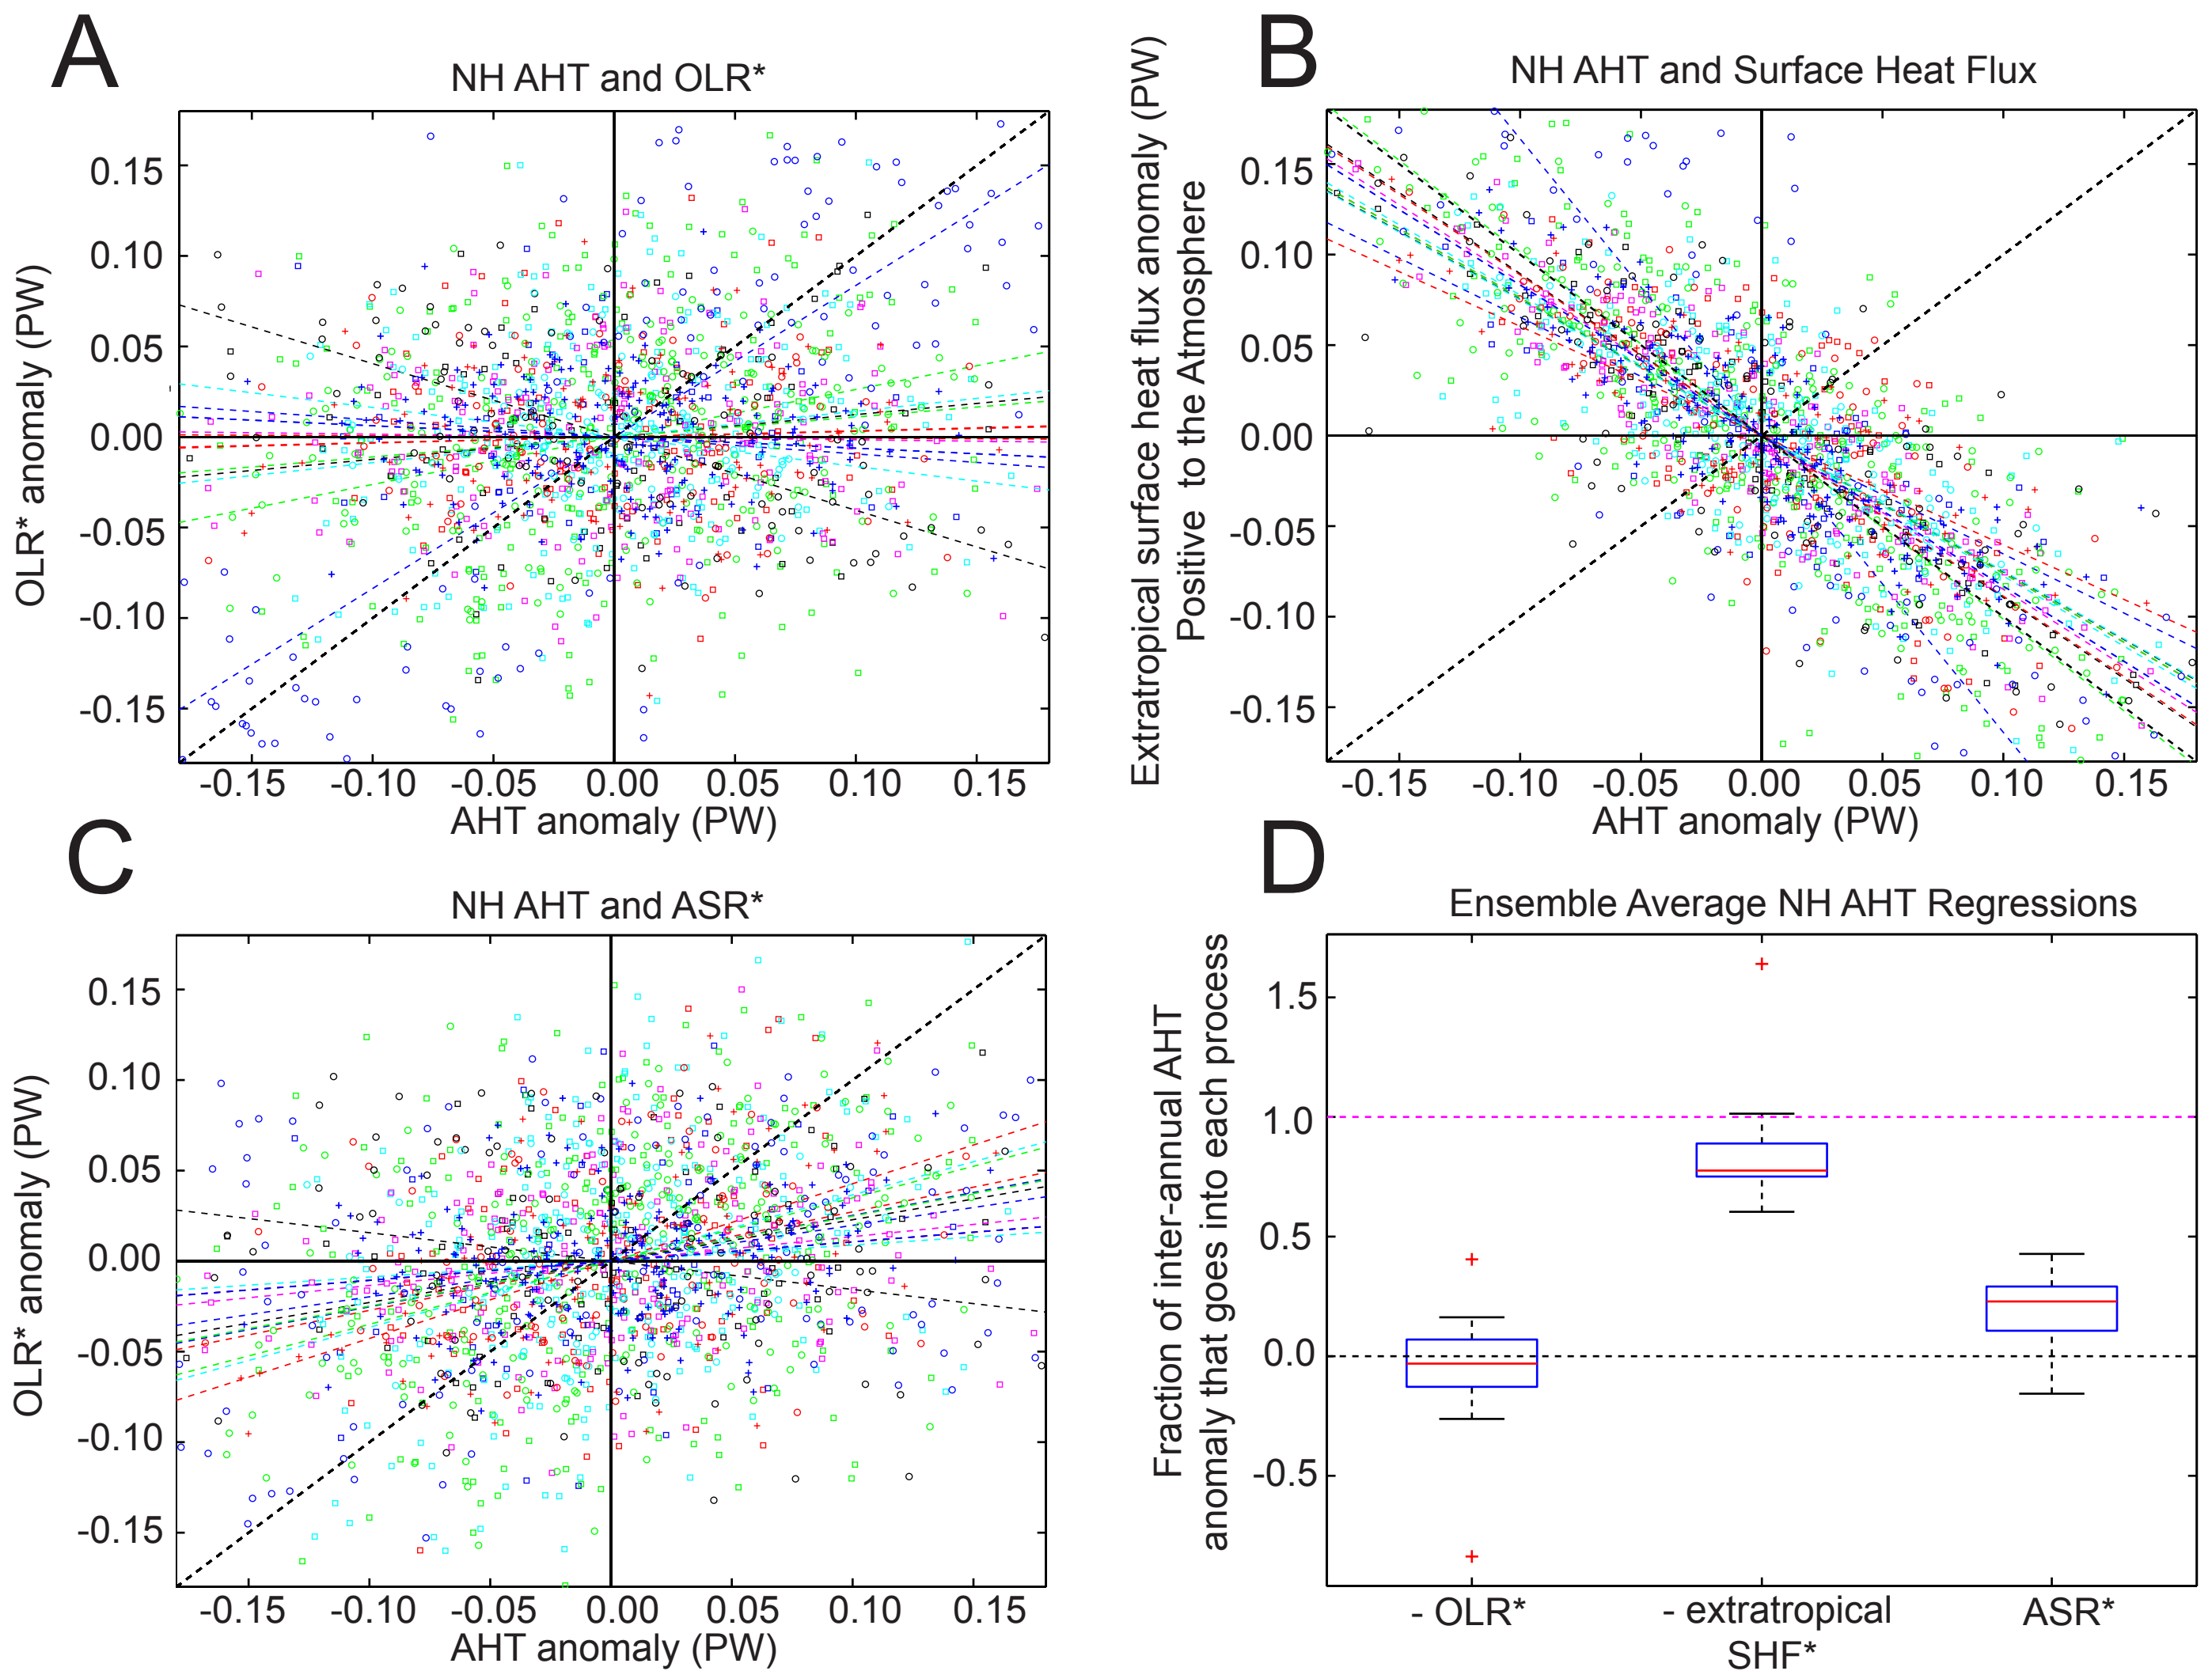 A
NH AHT and OLR*
OLR* anomaly (PW)
0.15
0.10
0.05
0.00
-0.05
-0.10
-0.15
-0.15 -0.10 -0.05 0.00 0.05 0.10 0.15
AHT anomaly (PW)
B
NH AHT and Surface Heat Flux
Extratropical surface heat flux anomaly (PW)
Positive to the Atmosphere
0.15
0.10
0.05
0.00
-0.05
-0.10
-0.15
-0.15 -0.10 -0.05 0.00 0.05 0.10 0.15
AHT anomaly (PW)
C
NH AHT and ASR*
OLR* anomaly (PW)
0.15
0.10
0.05
0.00
-0.05
-0.10
-0.15
-0.15 -0.10 -0.05 0.00 0.05 0.10 0.15
AHT anomaly (PW)
D
Ensemble Average NH AHT Regressions
Fraction of inter-annual AHT
anomaly that goes into each process
1.5
1.0
0.5
0.0
-0.5
- OLR* - extratropical ASR*
SHF*